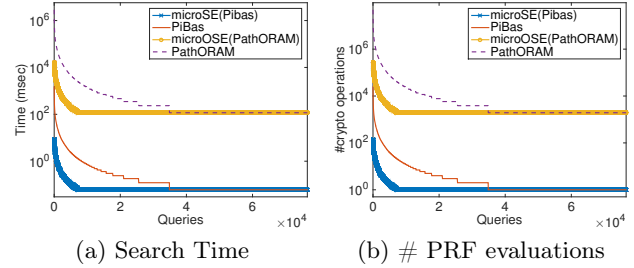 microSE(Pibas)
PiBas
microOSE(PathORAM)
PathORAM
Time (msec)
10^6
10^4
10^2
10^0
0 2 4 6
×10^4
Queries
(a) Search Time
microSE(Pibas)
PiBas
microOSE(PathORAM)
PathORAM
#crypto operations
10^6
10^4
10^2
10^0
0 2 4 6
×10^4
Queries
(b) # PRF evaluations